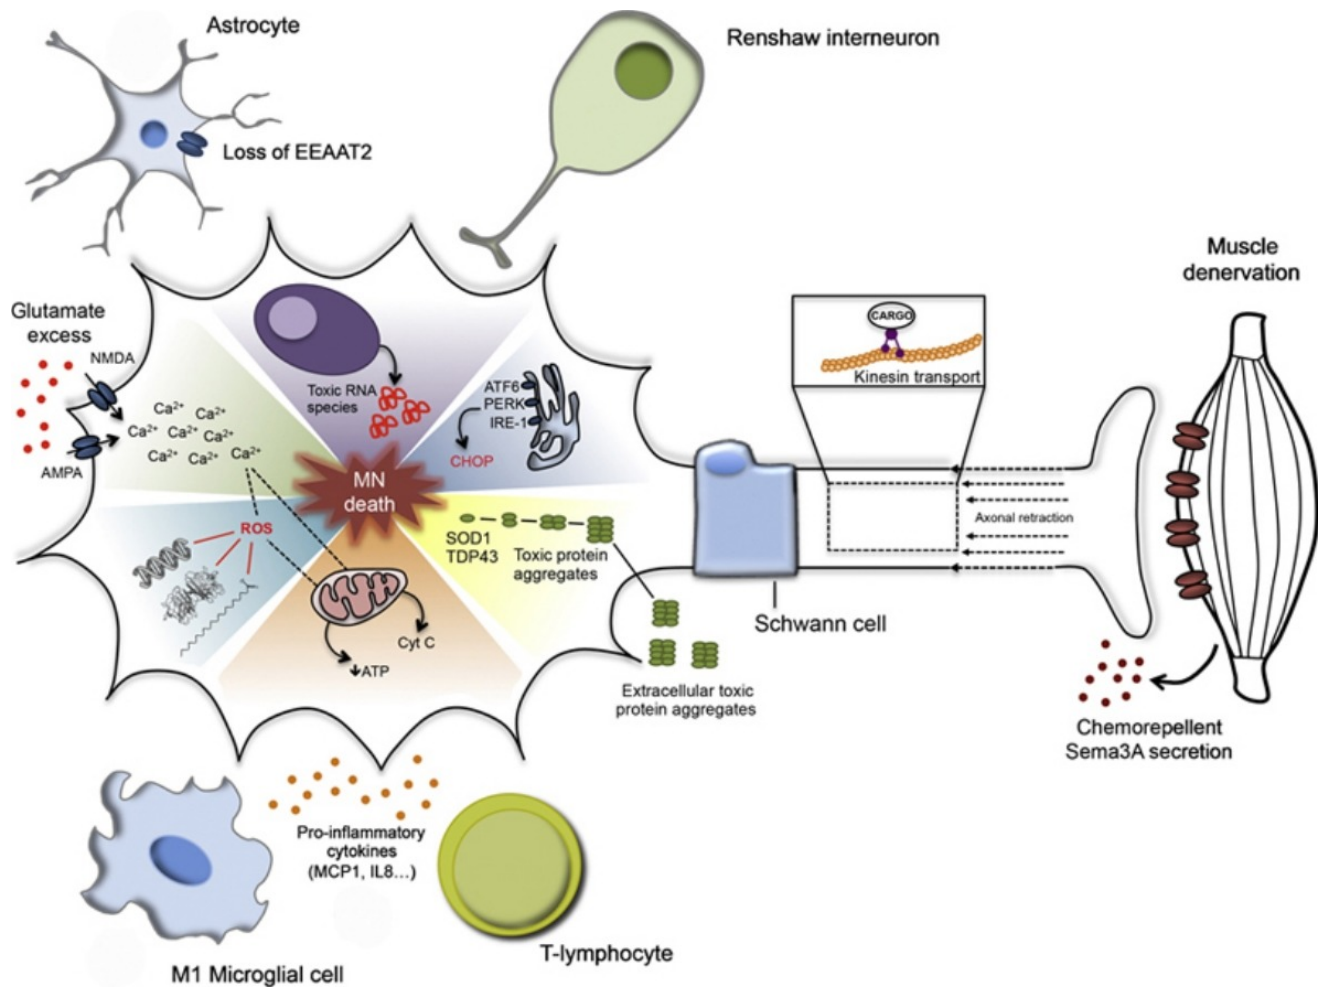 Astrocyte
Renshaw interneuron
Loss of EEAAT2
Muscle
denervation
Glutamate
excess
NMDA
AMPA
Ca²⁺
Ca²⁺
Ca²⁺ Ca²⁺ Ca²⁺
Ca²⁺ Ca²⁺ Ca²⁺
Toxic RNA
species
ATF6
PERK
IRE-1
CHOP
CARGO
Kinesin transport
MN
death
ROS
SOD1
TDP43
Toxic protein
aggregates
Axonal retraction
Cyt C
ATP
Schwann cell
Extracellular toxic
protein aggregates
Chemorepellent
Sema3A secretion
Pro-inflammatory
cytokines
(MCP1, IL8...)
T-lymphocyte
M1 Microglial cell